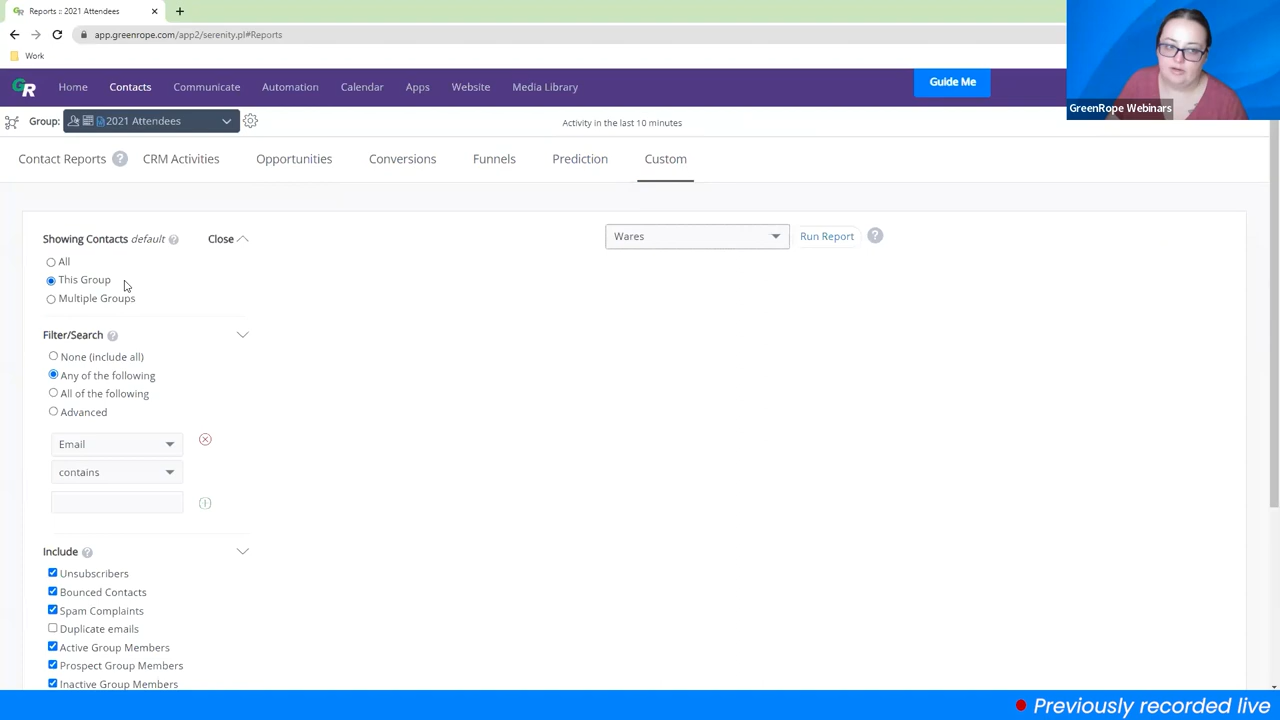 Reports :: 2021 Attendees
app.greenrope.com/app2/serenity.pl#Reports
Work
GR Home Contacts Communicate Automation Calendar Apps Website Media Library Guide Me
GreenRope Webinars
Group: 2021 Attendees Activity in the last 10 minutes
Contact Reports ? CRM Activities Opportunities Conversions Funnels Prediction Custom
Showing Contacts default ? Close Wares Run Report ?
All
This Group
Multiple Groups
Filter/Search ?
None (include all)
Any of the following
All of the following
Advanced
Email
contains
Include ?
Unsubscribers
Bounced Contacts
Spam Complaints
Duplicate emails
Active Group Members
Prospect Group Members
Inactive Group Members
Previously recorded live